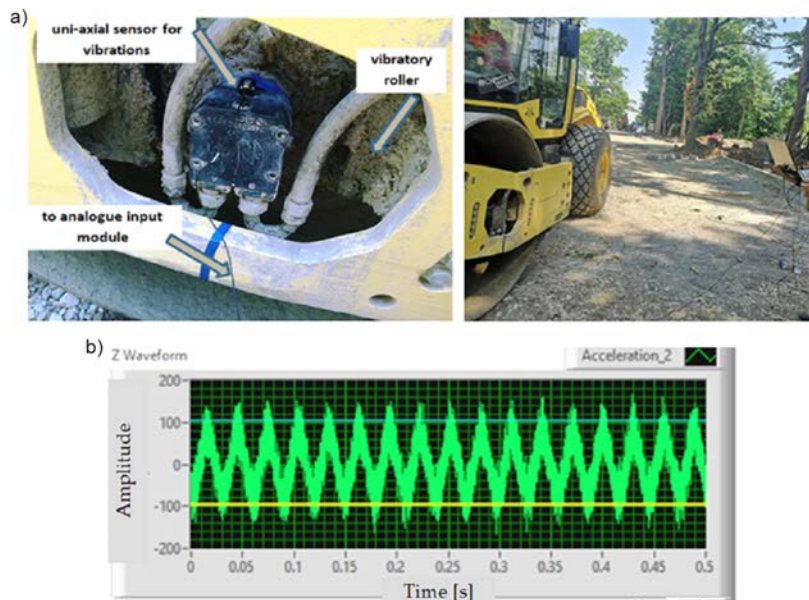 a)
uni-axial sensor for
vibrations
vibratory
roller
to analogue input
module
b)
Z Waveform
Acceleration_2
Amplitude
200
100
0
-100
-200
0
0.05
0.1
0.15
0.2
0.25
0.3
0.35
0.4
0.45
0.5
Time [s]